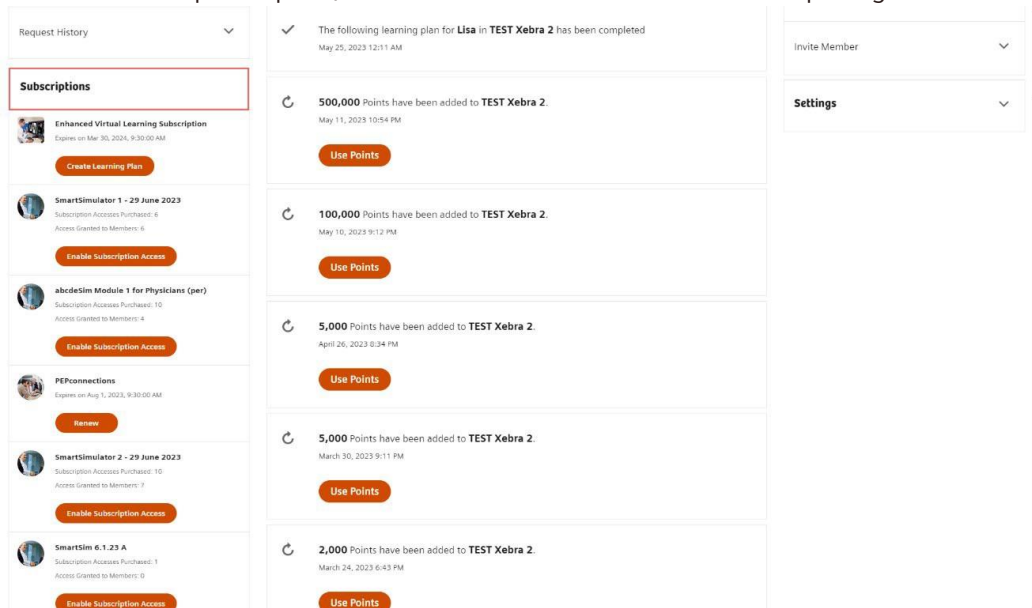 Request History
Subscriptions
Enhanced Virtual Learning Subscription
Expires on Mar 30, 2024, 9:30:00 AM
Create Learning Plan
SmartSimulator 1 - 29 June 2023
Subscription Accesses Purchased: 6
Access Granted to Members: 6
Enable Subscription Access
abcdeSim Module 1 for Physicians (per)
Subscription Accesses Purchased: 10
Access Granted to Members: 4
Enable Subscription Access
PEPconnections
Expires on Aug 1, 2023, 9:30:00 AM
Renew
SmartSimulator 2 - 29 June 2023
Subscription Accesses Purchased: 10
Access Granted to Members: 7
Enable Subscription Access
SmartSim 6.1.23 A
Subscription Accesses Purchased: 1
Access Granted to Members: 0
Enable Subscription Access
The following learning plan for Lisa in TEST Xebra 2 has been completed
May 25, 2023 12:11 AM
500,000 Points have been added to TEST Xebra 2.
May 11, 2023 10:54 PM
Use Points
100,000 Points have been added to TEST Xebra 2.
May 10, 2023 9:12 PM
Use Points
5,000 Points have been added to TEST Xebra 2.
April 26, 2023 8:34 PM
Use Points
5,000 Points have been added to TEST Xebra 2.
March 30, 2023 9:11 PM
Use Points
2,000 Points have been added to TEST Xebra 2.
March 24, 2023 6:43 PM
Use Points
Invite Member
Settings